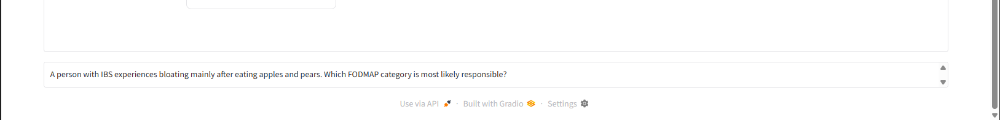 A person with IBS experiences bloating mainly after eating apples and pears. Which FODMAP category is most likely responsible?
Use via API 🚀 · Built with Gradio · Settings ⚙️